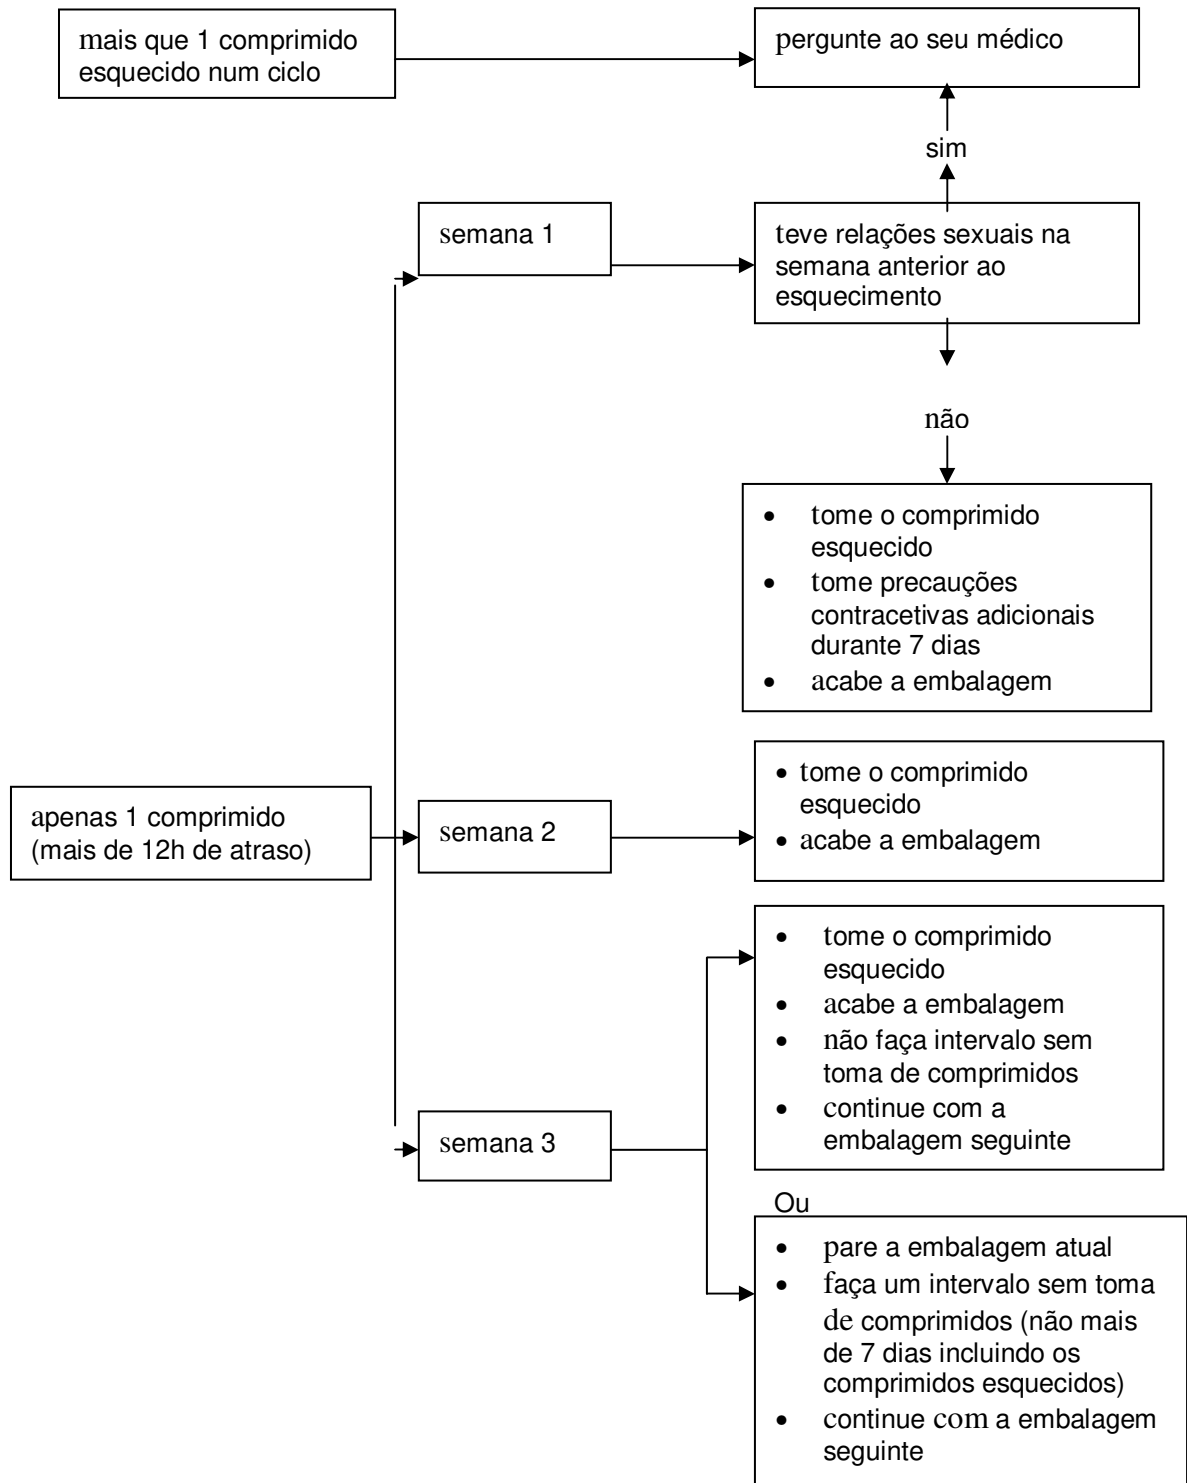 mais que 1 comprimido
esquecido num ciclo
pergunte ao seu médico
sim
semana 1
teve relações sexuais na
semana anterior ao
esquecimento
não
• tome o comprimido
esquecido
• tome precauções
contracetivas adicionais
durante 7 dias
• acabe a embalagem
apenas 1 comprimido
(mais de 12h de atraso)
semana 2
• tome o comprimido
esquecido
• acabe a embalagem
semana 3
• tome o comprimido
esquecido
• acabe a embalagem
• não faça intervalo sem
toma de comprimidos
• continue com a
embalagem seguinte
Ou
• pare a embalagem atual
• faça um intervalo sem toma
de comprimidos (não mais
de 7 dias incluindo os
comprimidos esquecidos)
• continue com a embalagem
seguinte